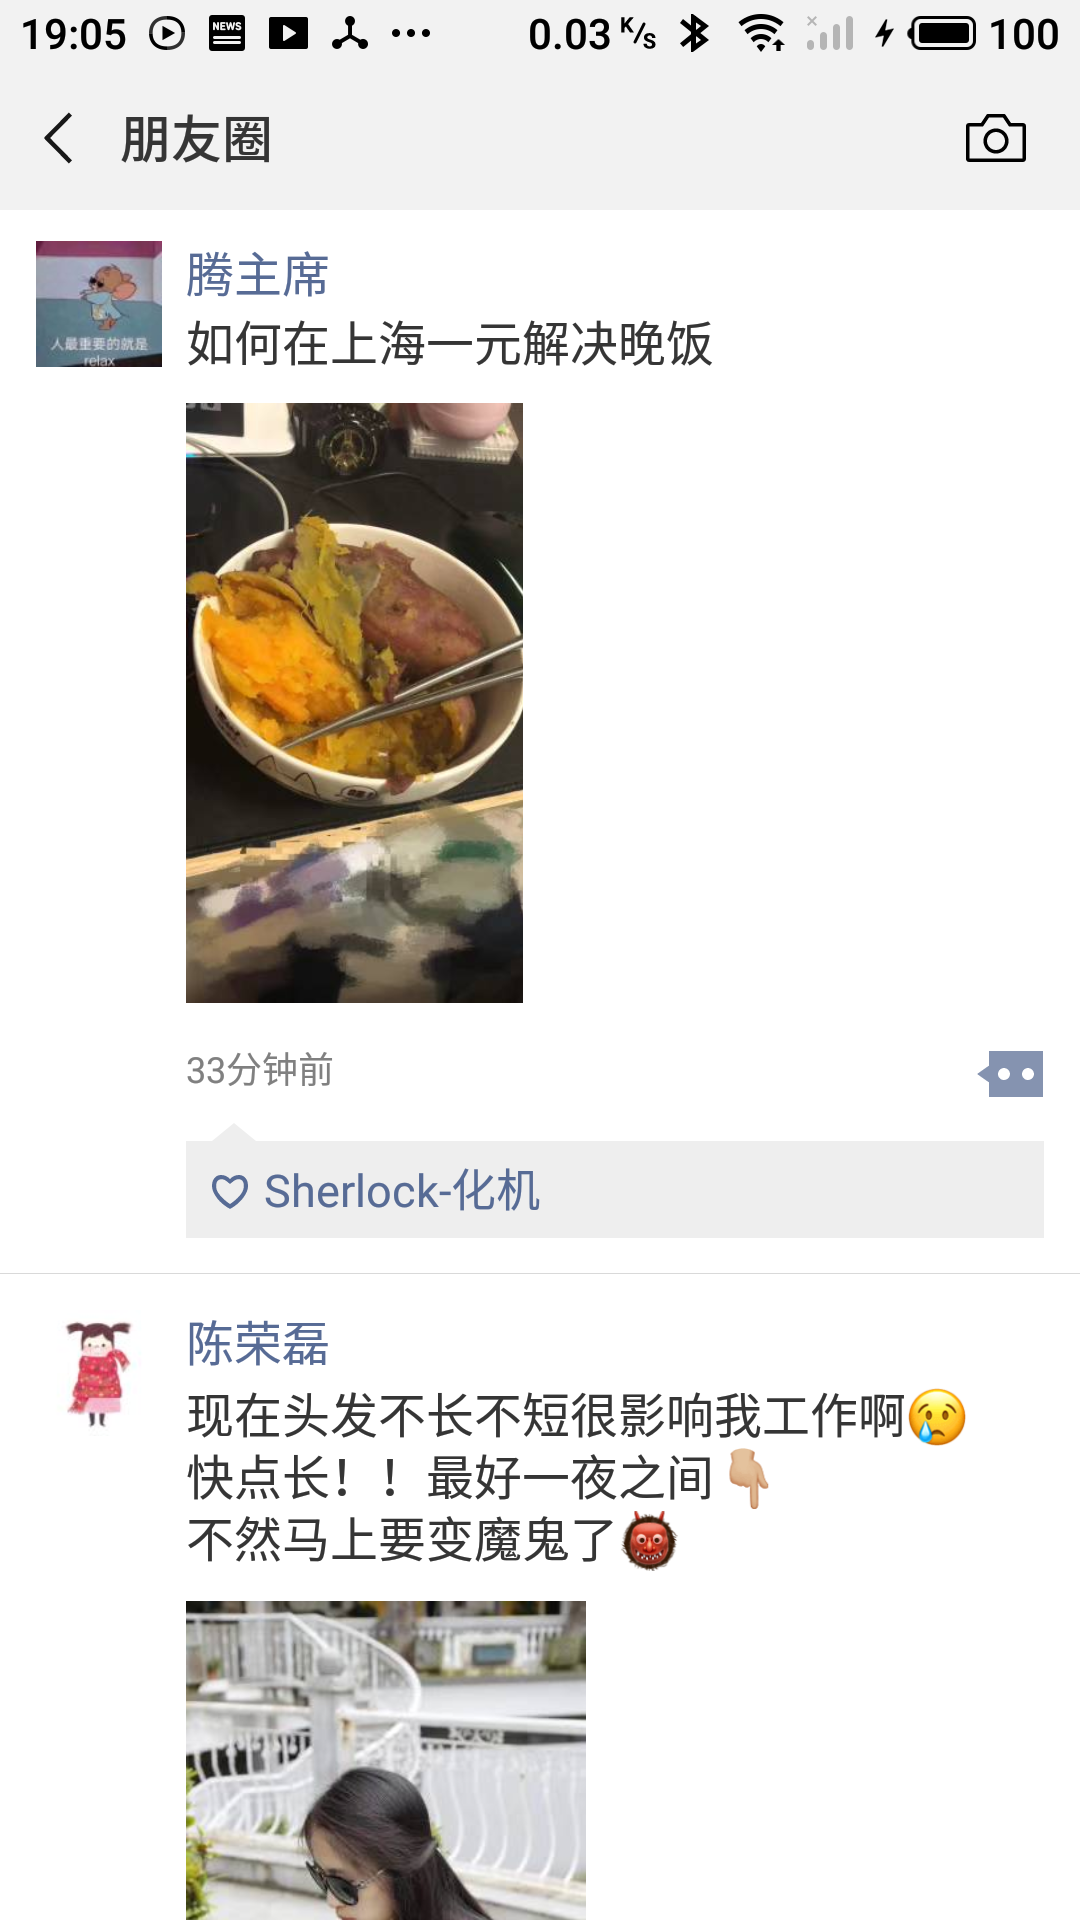 19:05 NEWS 0.03 K/s 100
朋友圈
腾主席
人最重要的就是
relax
如何在上海一元解决晚饭
33分钟前
Sherlock-化机
陈荣磊
现在头发不长不短很影响我工作啊😢
快点长！！最好一夜之间👇🏼
不然马上要变魔鬼了👹